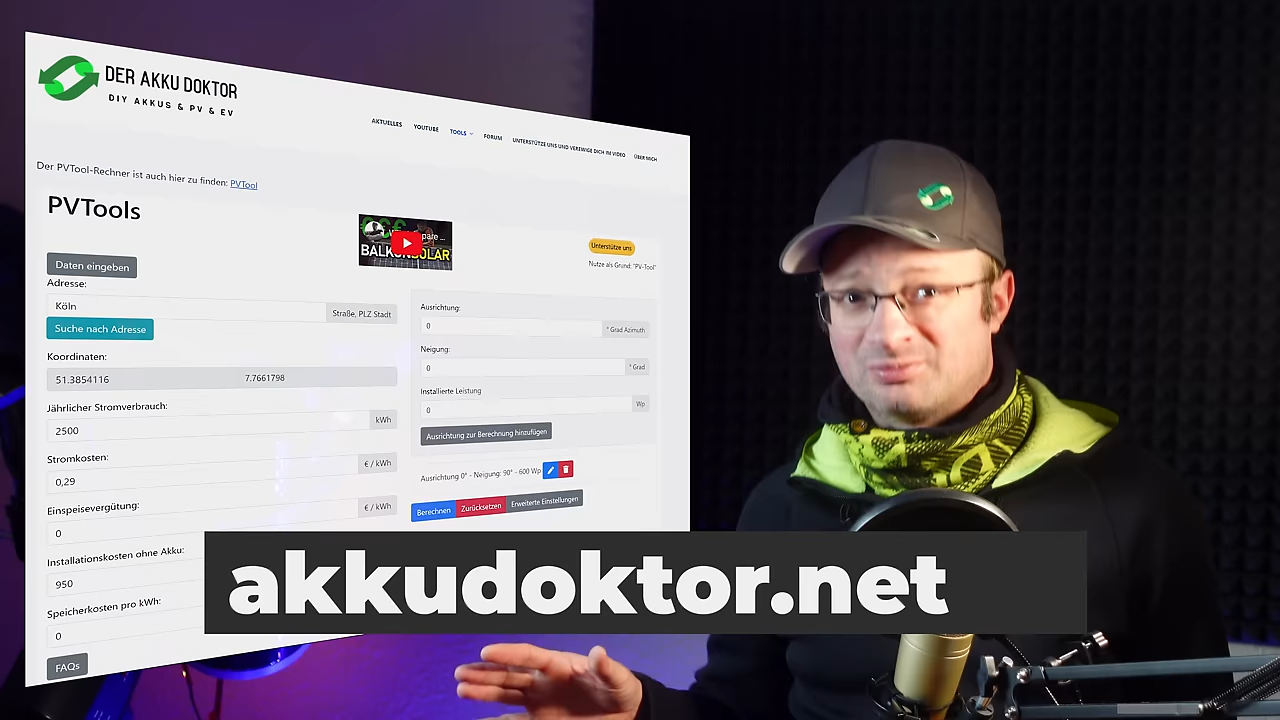 DER AKKU DOKTOR
DIY AKKUS & PV & EV
AKTUELLES YOUTUBE TOOLS FORUM UNTERSTÜTZE UNS UND VEREWIGE DICH IM VIDEO ÜBER MICH
Der PVTool-Rechner ist auch hier zu finden: PVTool
PVTools
BALKONSOLAR
Unterstütze uns
Nutze als Grund: "PV-Tool"
Daten eingeben
Adresse:
Köln
Straße, PLZ Stadt
Suche nach Adresse
Koordinaten:
51.3854116 7.7661798
Jährlicher Stromverbrauch:
2500 kWh
Stromkosten:
0,29 € / kWh
Einspeisevergütung:
0 € / kWh
Installationskosten ohne Akku:
950
Speicherkosten pro kWh:
0
FAQs
Ausrichtung:
0 ° Grad Azimuth
Neigung:
0 ° Grad
Installierte Leistung
0 Wp
Ausrichtung zur Berechnung hinzufügen
Ausrichtung 0° - Neigung: 90° - 600 Wp
Berechnen Zurücksetzen Erweiterte Einstellungen
akkudoktor.net